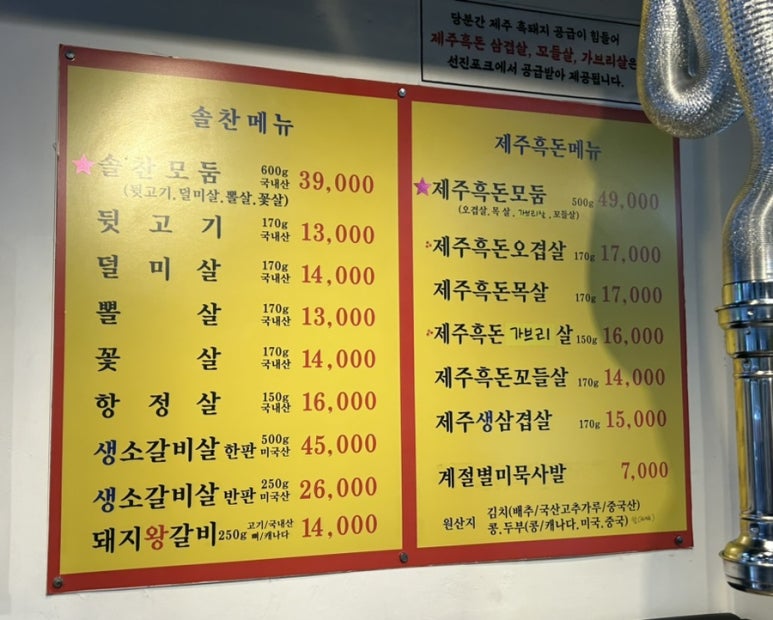 당분간 제주 흑돼지 공급이 힘들어
제주흑돈 삼겹살, 꼬들살, 가브리살은
선진포크에서 공급받아 제공됩니다.
솔찬메뉴
솔찬모둠 600g 국내산 39,000
(뒷고기.덜미살.뽈살.꽃살)
뒷고기 170g 국내산 13,000
덜미살 170g 국내산 14,000
뽈살 170g 국내산 13,000
꽃살 170g 국내산 14,000
항정살 150g 국내산 16,000
생소갈비살 한판 500g 미국산 45,000
생소갈비살 반판 250g 미국산 26,000
돼지왕갈비 250g 고기/국내산 뼈/캐나다 14,000
제주흑돈메뉴
제주흑돈모둠 500g 49,000
(오겹살, 목살, 가브리살, 꼬들살)
제주흑돈오겹살 170g 17,000
제주흑돈목살 170g 17,000
제주흑돈 가브리살 150g 16,000
제주흑돈꼬들살 170g 14,000
제주생삼겹살 170g 15,000
계절별미묵사발 7,000
원산지 김치(배추/국산고추가루/중국산)
콩.두부(콩/캐나다.미국.중국)